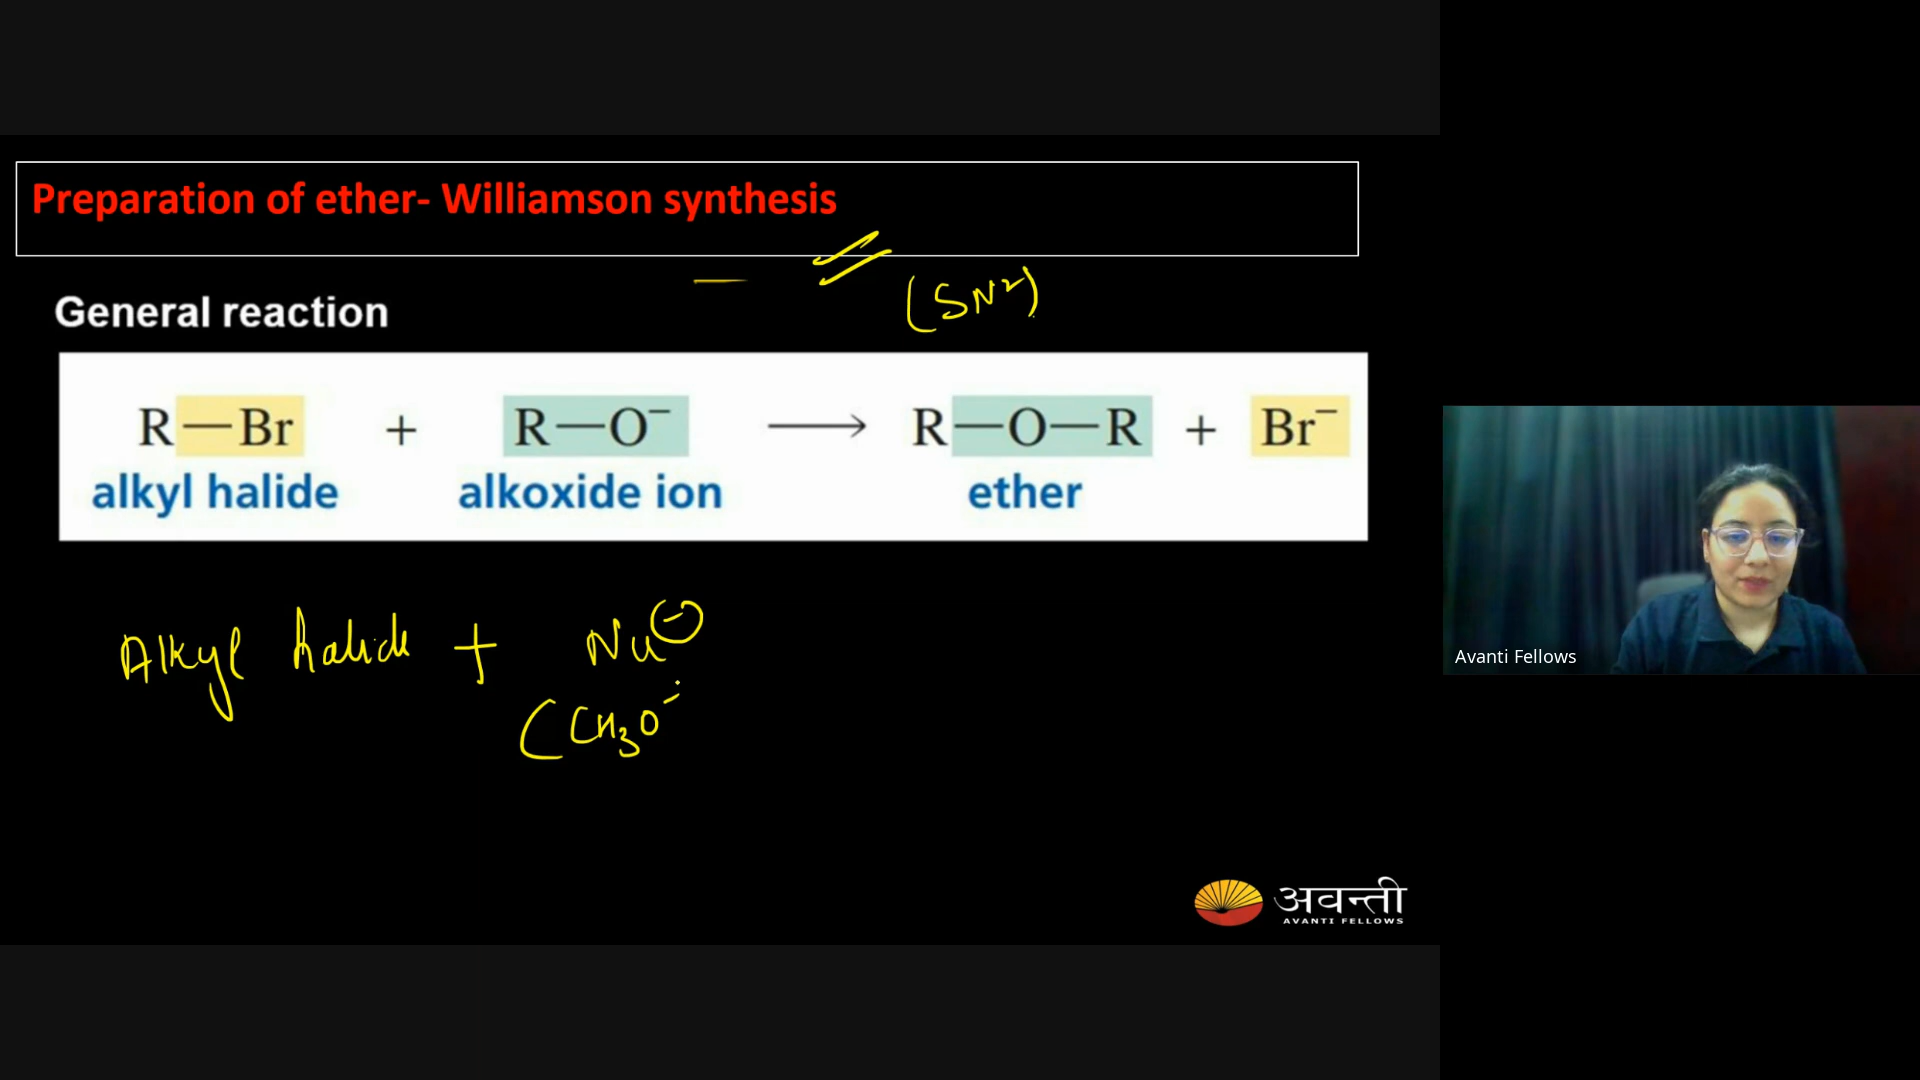 Preparation of ether- Williamson synthesis
(SN²)
General reaction
R—Br + R—O⁻ ⟶ R—O—R + Br⁻
alkyl halide alkoxide ion ether
Alkyl halide + Nu⊖
(CH₃O⁻
Avanti Fellows
अवन्ती
AVANTI FELLOWS